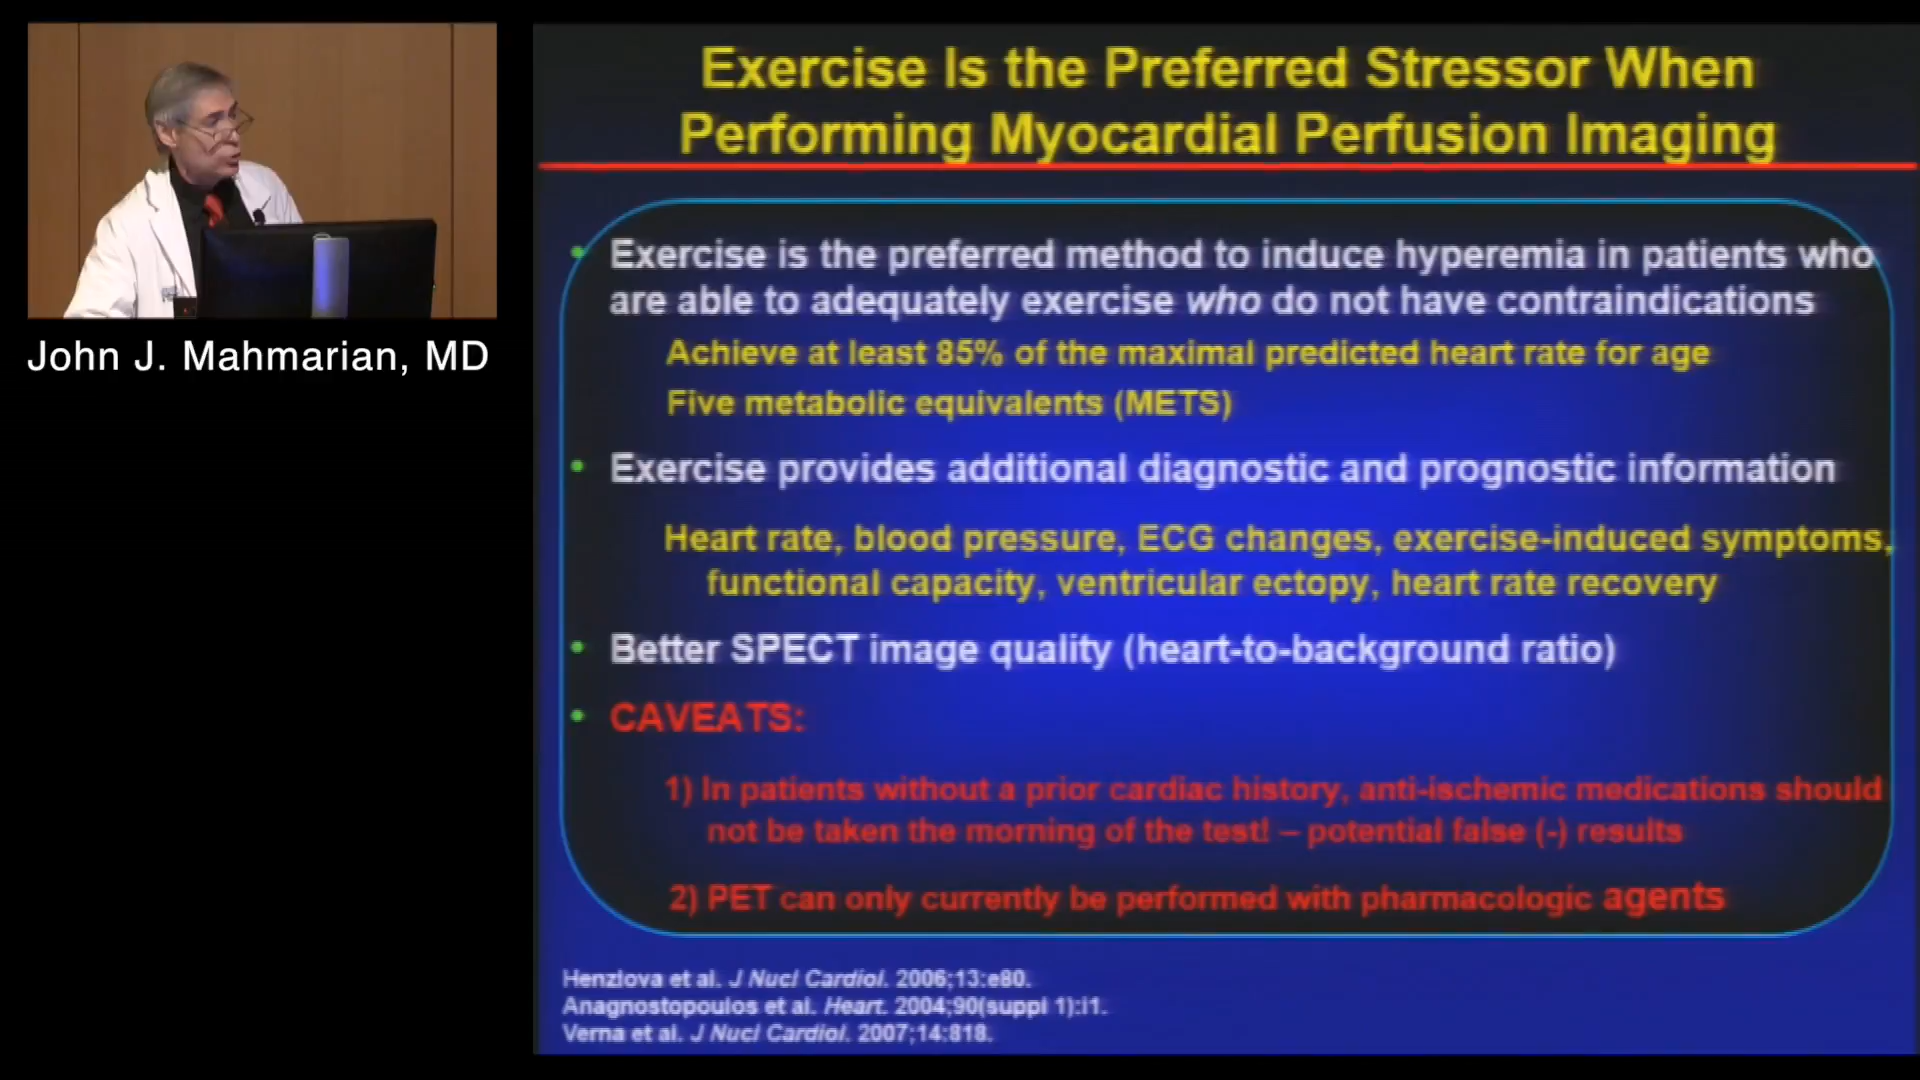 John J. Mahmarian, MD
Exercise Is the Preferred Stressor When
Performing Myocardial Perfusion Imaging
• Exercise is the preferred method to induce hyperemia in patients who
are able to adequately exercise who do not have contraindications
Achieve at least 85% of the maximal predicted heart rate for age
Five metabolic equivalents (METS)
• Exercise provides additional diagnostic and prognostic information
Heart rate, blood pressure, ECG changes, exercise-induced symptoms,
functional capacity, ventricular ectopy, heart rate recovery
• Better SPECT image quality (heart-to-background ratio)
• CAVEATS:
1) In patients without a prior cardiac history, anti-ischemic medications should
not be taken the morning of the test! – potential false (-) results
2) PET can only currently be performed with pharmacologic agents
Henzlova et al. J Nucl Cardiol. 2006;13:e80.
Anagnostopoulos et al. Heart. 2004;90(suppl 1):i1.
Verna et al. J Nucl Cardiol. 2007;14:818.